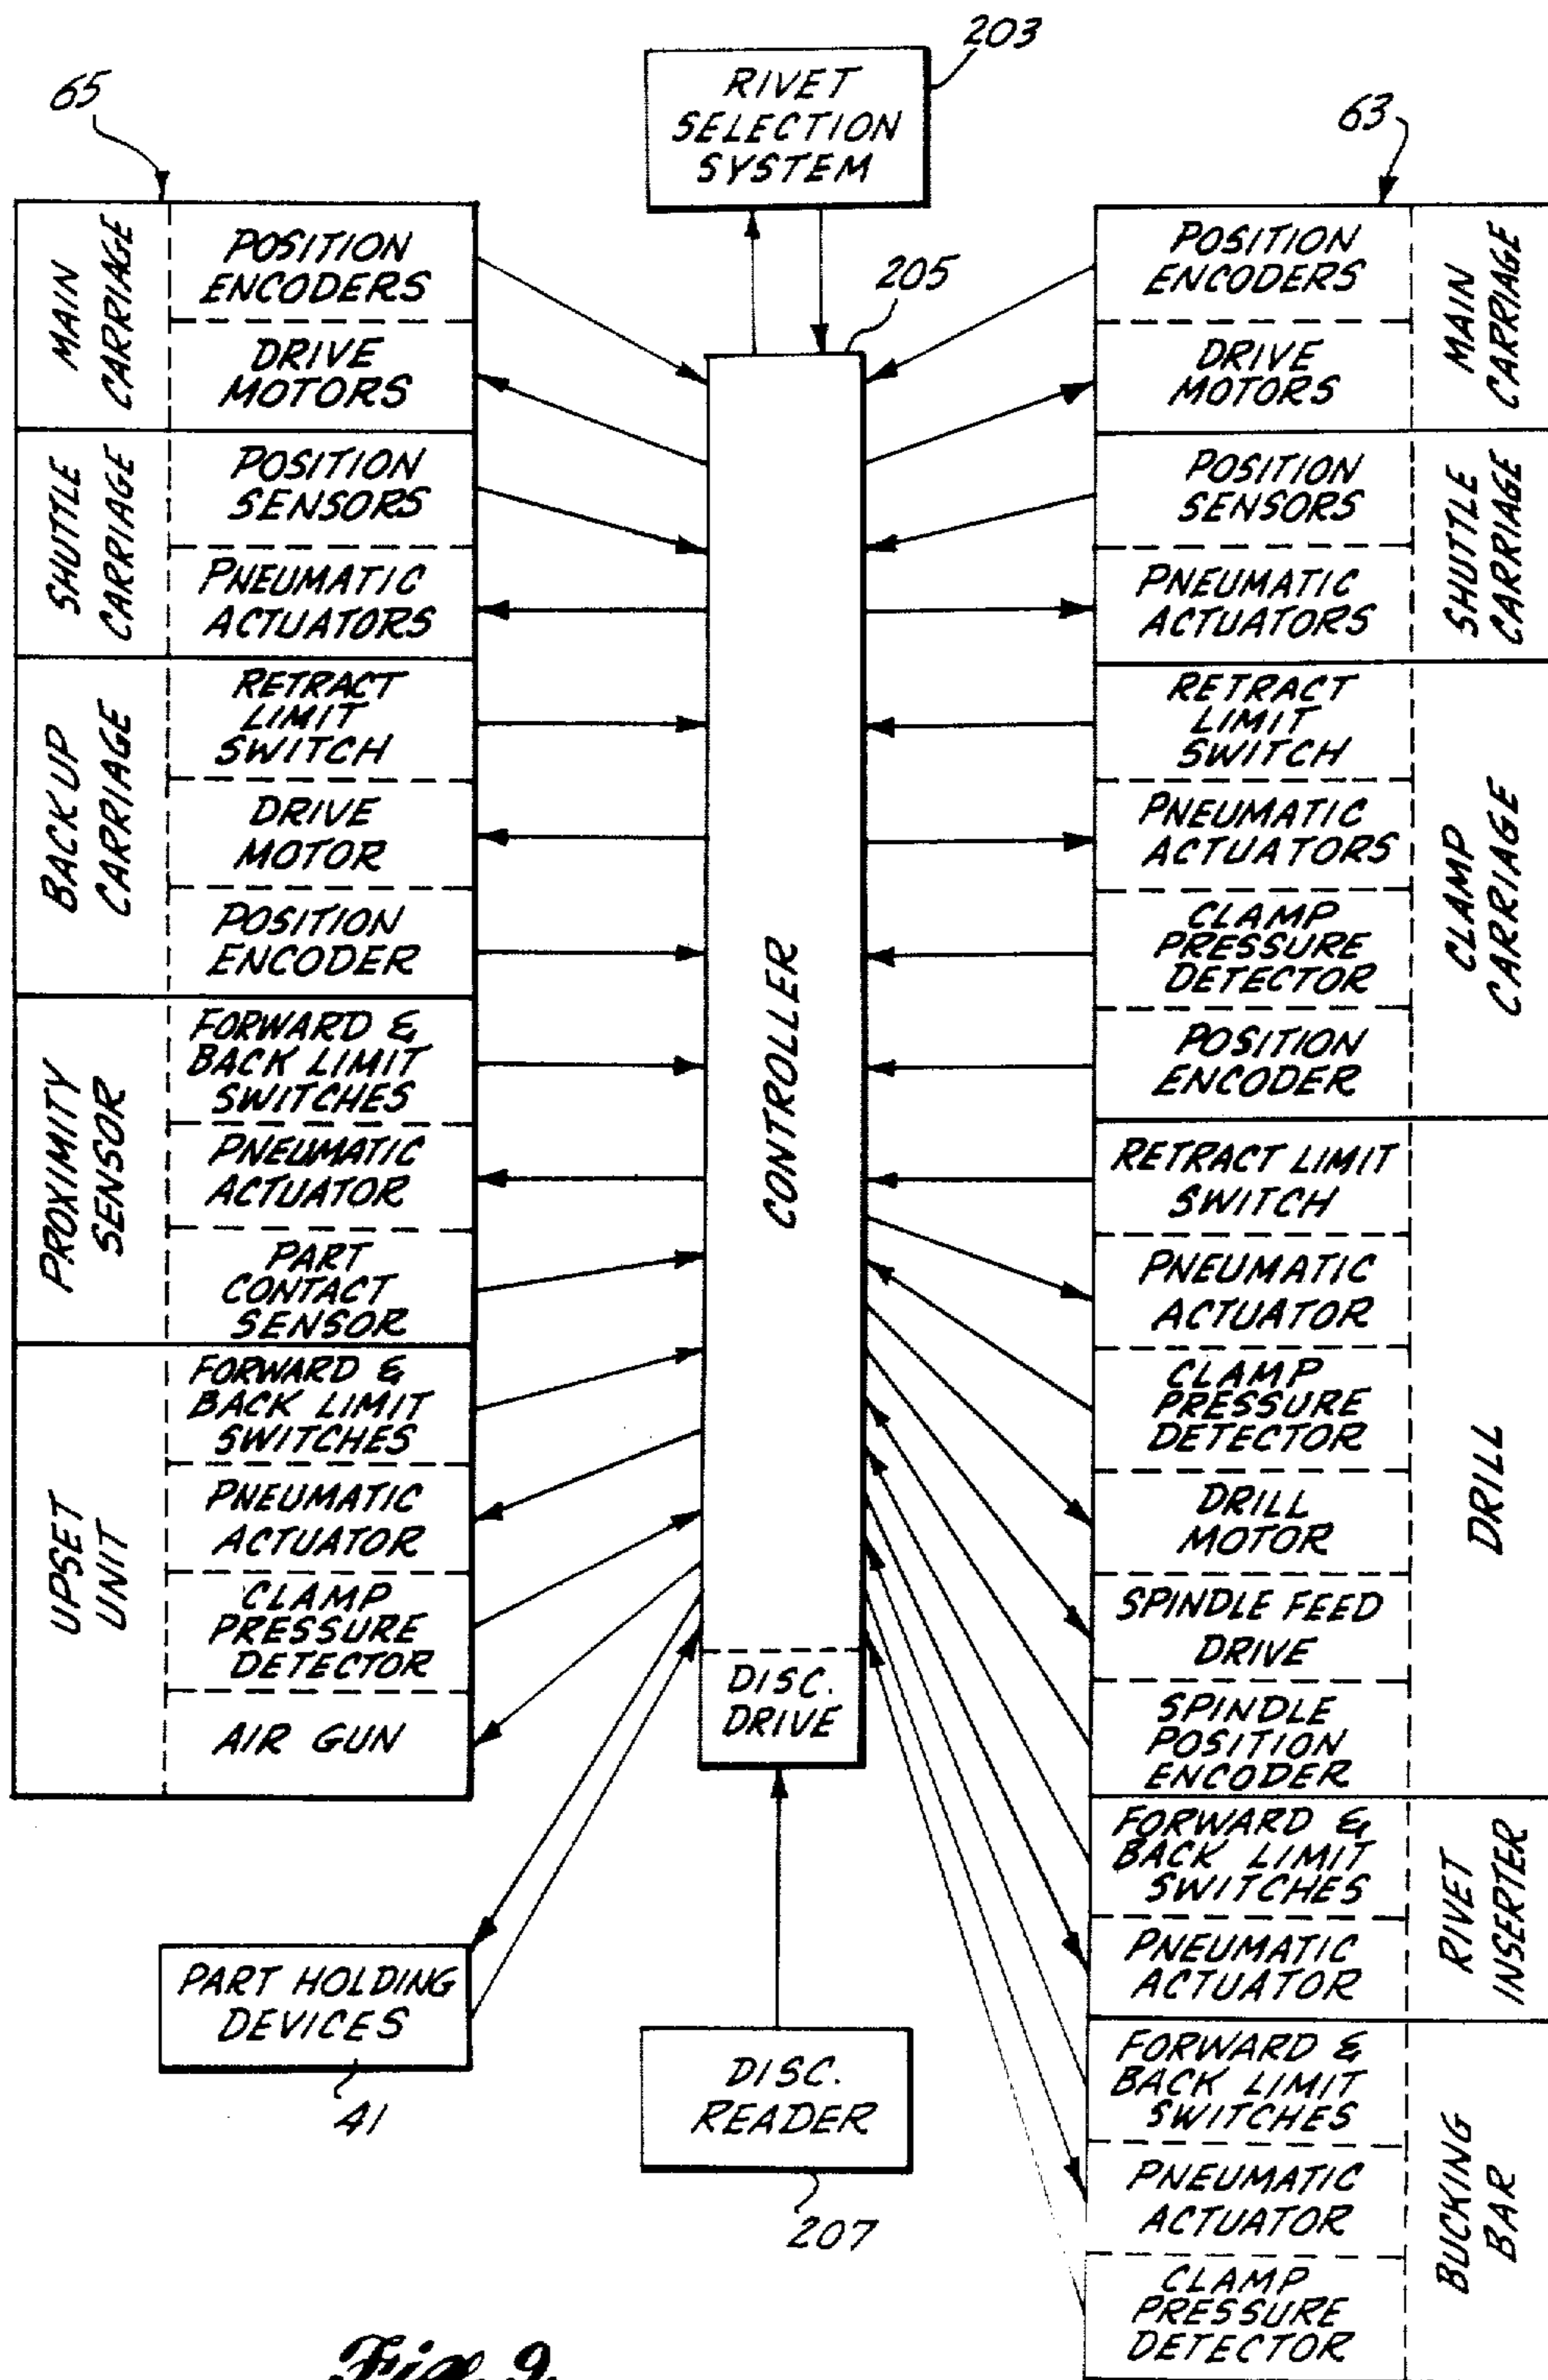 203
RIVET
SELECTION
SYSTEM
65
MAIN
CARRIAGE
POSITION
ENCODERS
DRIVE
MOTORS
SHUTTLE
CARRIAGE
POSITION
SENSORS
PNEUMATIC
ACTUATORS
BACKUP
CARRIAGE
RETRACT
LIMIT
SWITCH
DRIVE
MOTOR
POSITION
ENCODER
PROXIMITY
SENSOR
FORWARD &
BACK LIMIT
SWITCHES
PNEUMATIC
ACTUATOR
PART
CONTACT
SENSOR
UPSET
UNIT
FORWARD &
BACK LIMIT
SWITCHES
PNEUMATIC
ACTUATOR
CLAMP
PRESSURE
DETECTOR
AIR GUN
PART HOLDING
DEVICES
41
205
CONTROLLER
DISC.
DRIVE
DISC.
READER
207
63
POSITION
ENCODERS
DRIVE
MOTORS
MAIN
CARRIAGE
POSITION
SENSORS
PNEUMATIC
ACTUATORS
SHUTTLE
CARRIAGE
RETRACT
LIMIT
SWITCH
PNEUMATIC
ACTUATORS
CLAMP
PRESSURE
DETECTOR
POSITION
ENCODER
CLAMP
CARRIAGE
RETRACT LIMIT
SWITCH
PNEUMATIC
ACTUATOR
CLAMP
PRESSURE
DETECTOR
DRILL
MOTOR
SPINDLE FEED
DRIVE
SPINDLE
POSITION
ENCODER
DRILL
FORWARD &
BACK LIMIT
SWITCHES
PNEUMATIC
ACTUATOR
RIVET
INSERTER
FORWARD &
BACK LIMIT
SWITCHES
PNEUMATIC
ACTUATOR
CLAMP
PRESSURE
DETECTOR
BUCKING
BAR
Fig. 9.